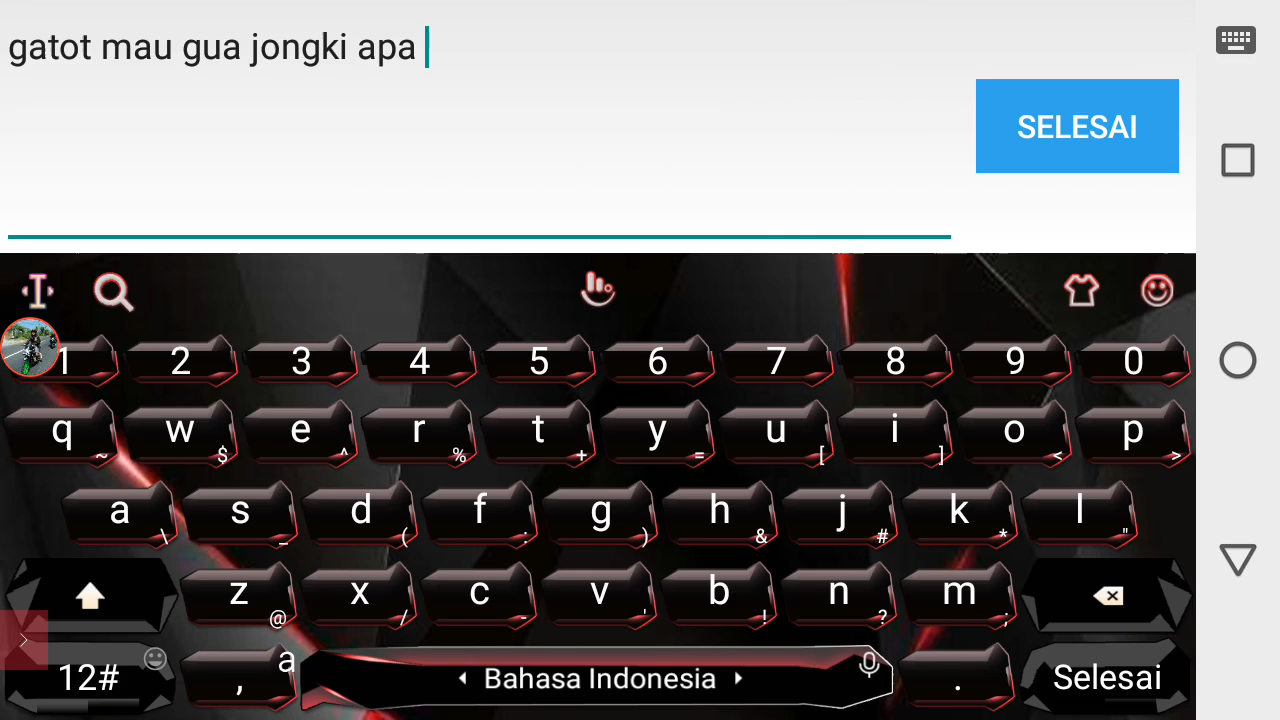 gatot mau gua jongki apa
SELESAI
1 2 3 4 5 6 7 8 9 0
q w e r t y u i o p
~ $ ^ % + = [ ] < >
a s d f g h j k l
\ _ ( : ) & # * "
z x c v b n m
@ / - ' ! ? ;
12# , a Bahasa Indonesia . Selesai